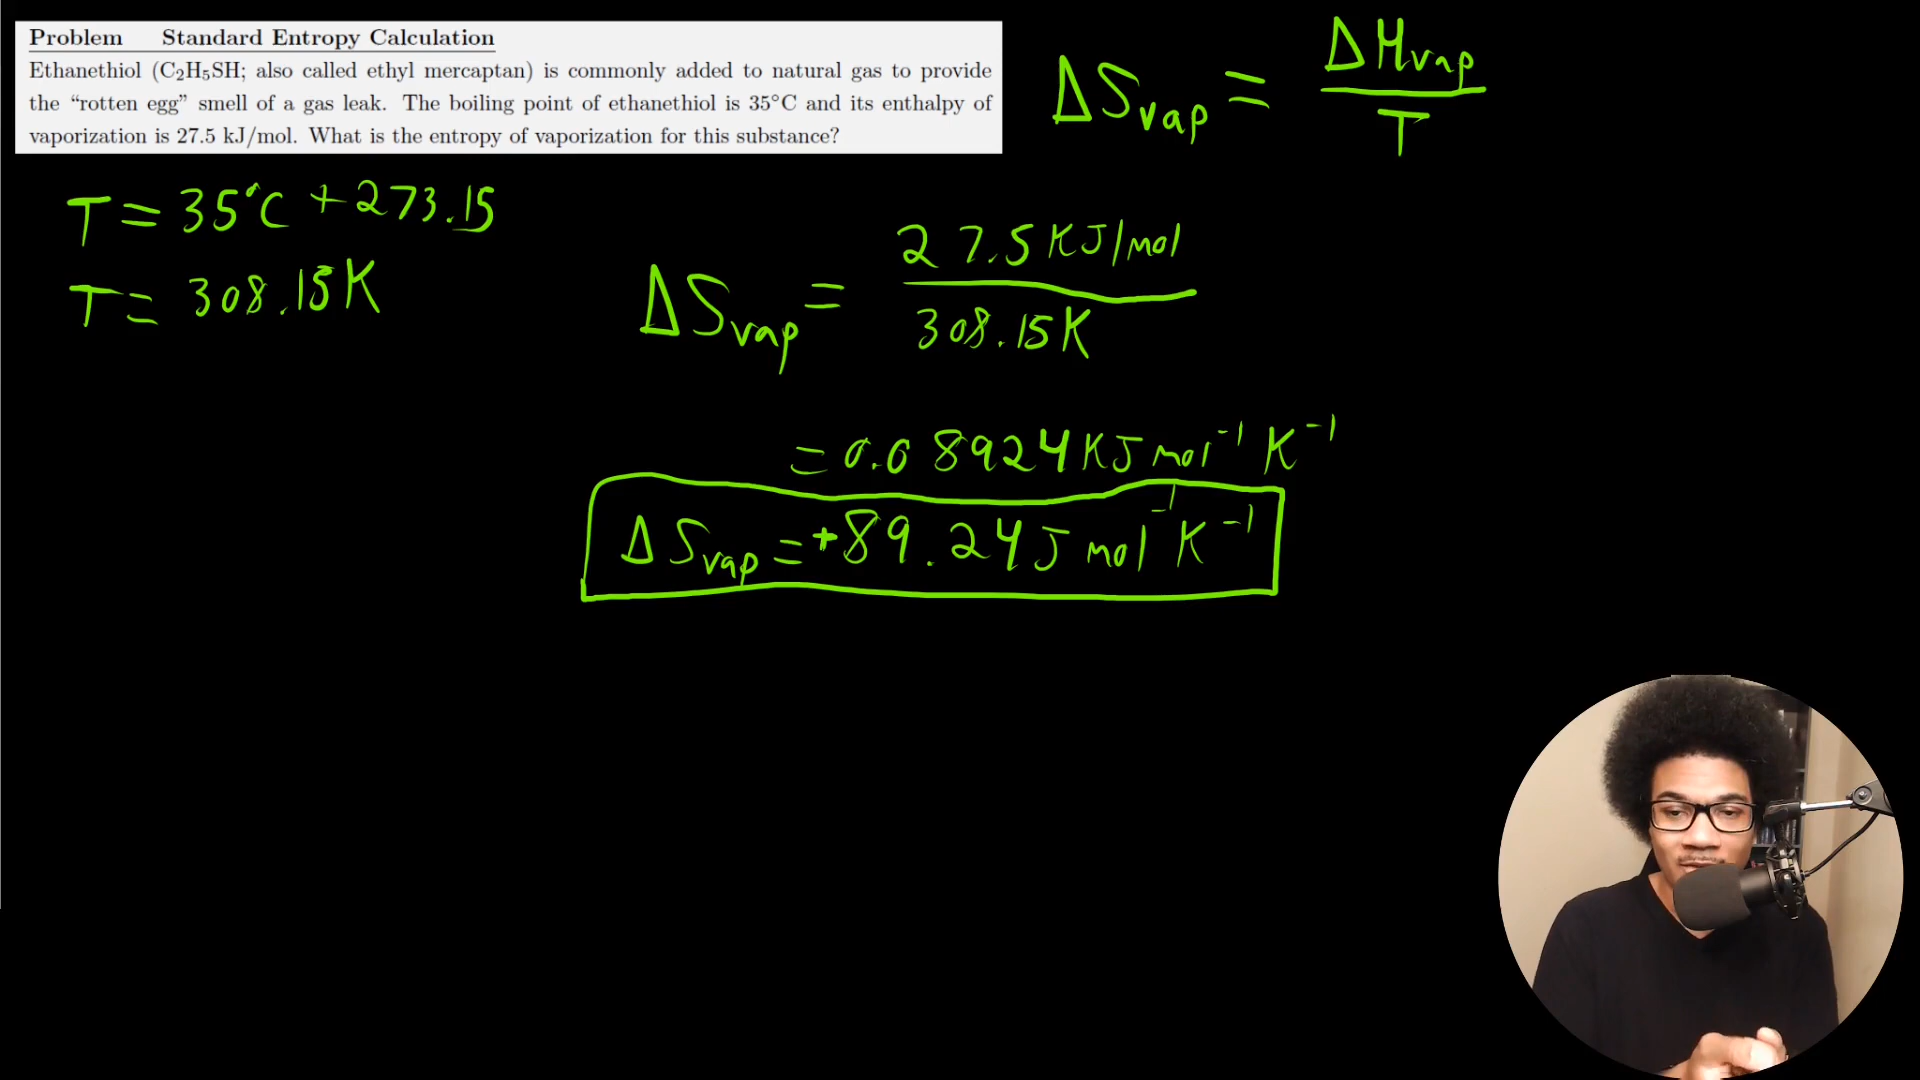 Problem Standard Entropy Calculation
Ethanethiol (C₂H₅SH; also called ethyl mercaptan) is commonly added to natural gas to provide
the “rotten egg” smell of a gas leak. The boiling point of ethanethiol is 35°C and its enthalpy of
vaporization is 27.5 kJ/mol. What is the entropy of vaporization for this substance?
ΔSvap = ΔHvap / T
T = 35°C + 273.15
T = 308.15K
ΔSvap = 27.5 KJ/mol / 308.15K
= 0.08924 KJ mol⁻¹ K⁻¹
ΔSvap = +89.24 J mol⁻¹ K⁻¹